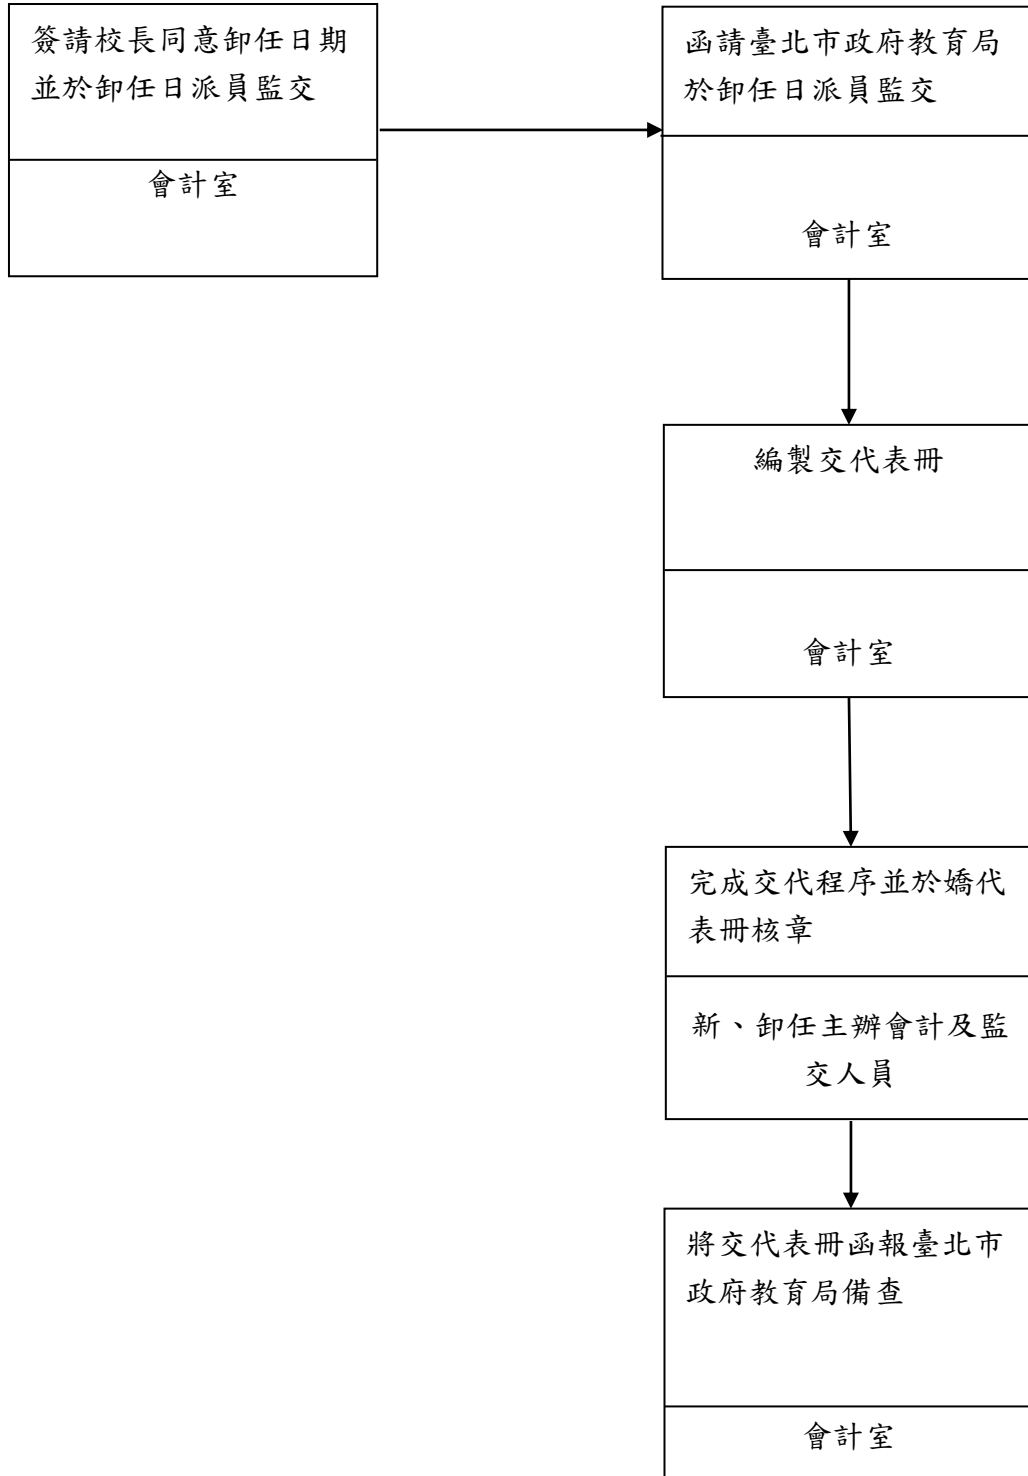 簽請校長同意卸任日期
並於卸任日派員監交
會計室
函請臺北市政府教育局
於卸任日派員監交
會計室
編製交代表冊
會計室
完成交代程序並於嬌代
表冊核章
新、卸任主辦會計及監
交人員
將交代表冊函報臺北市
政府教育局備查
會計室